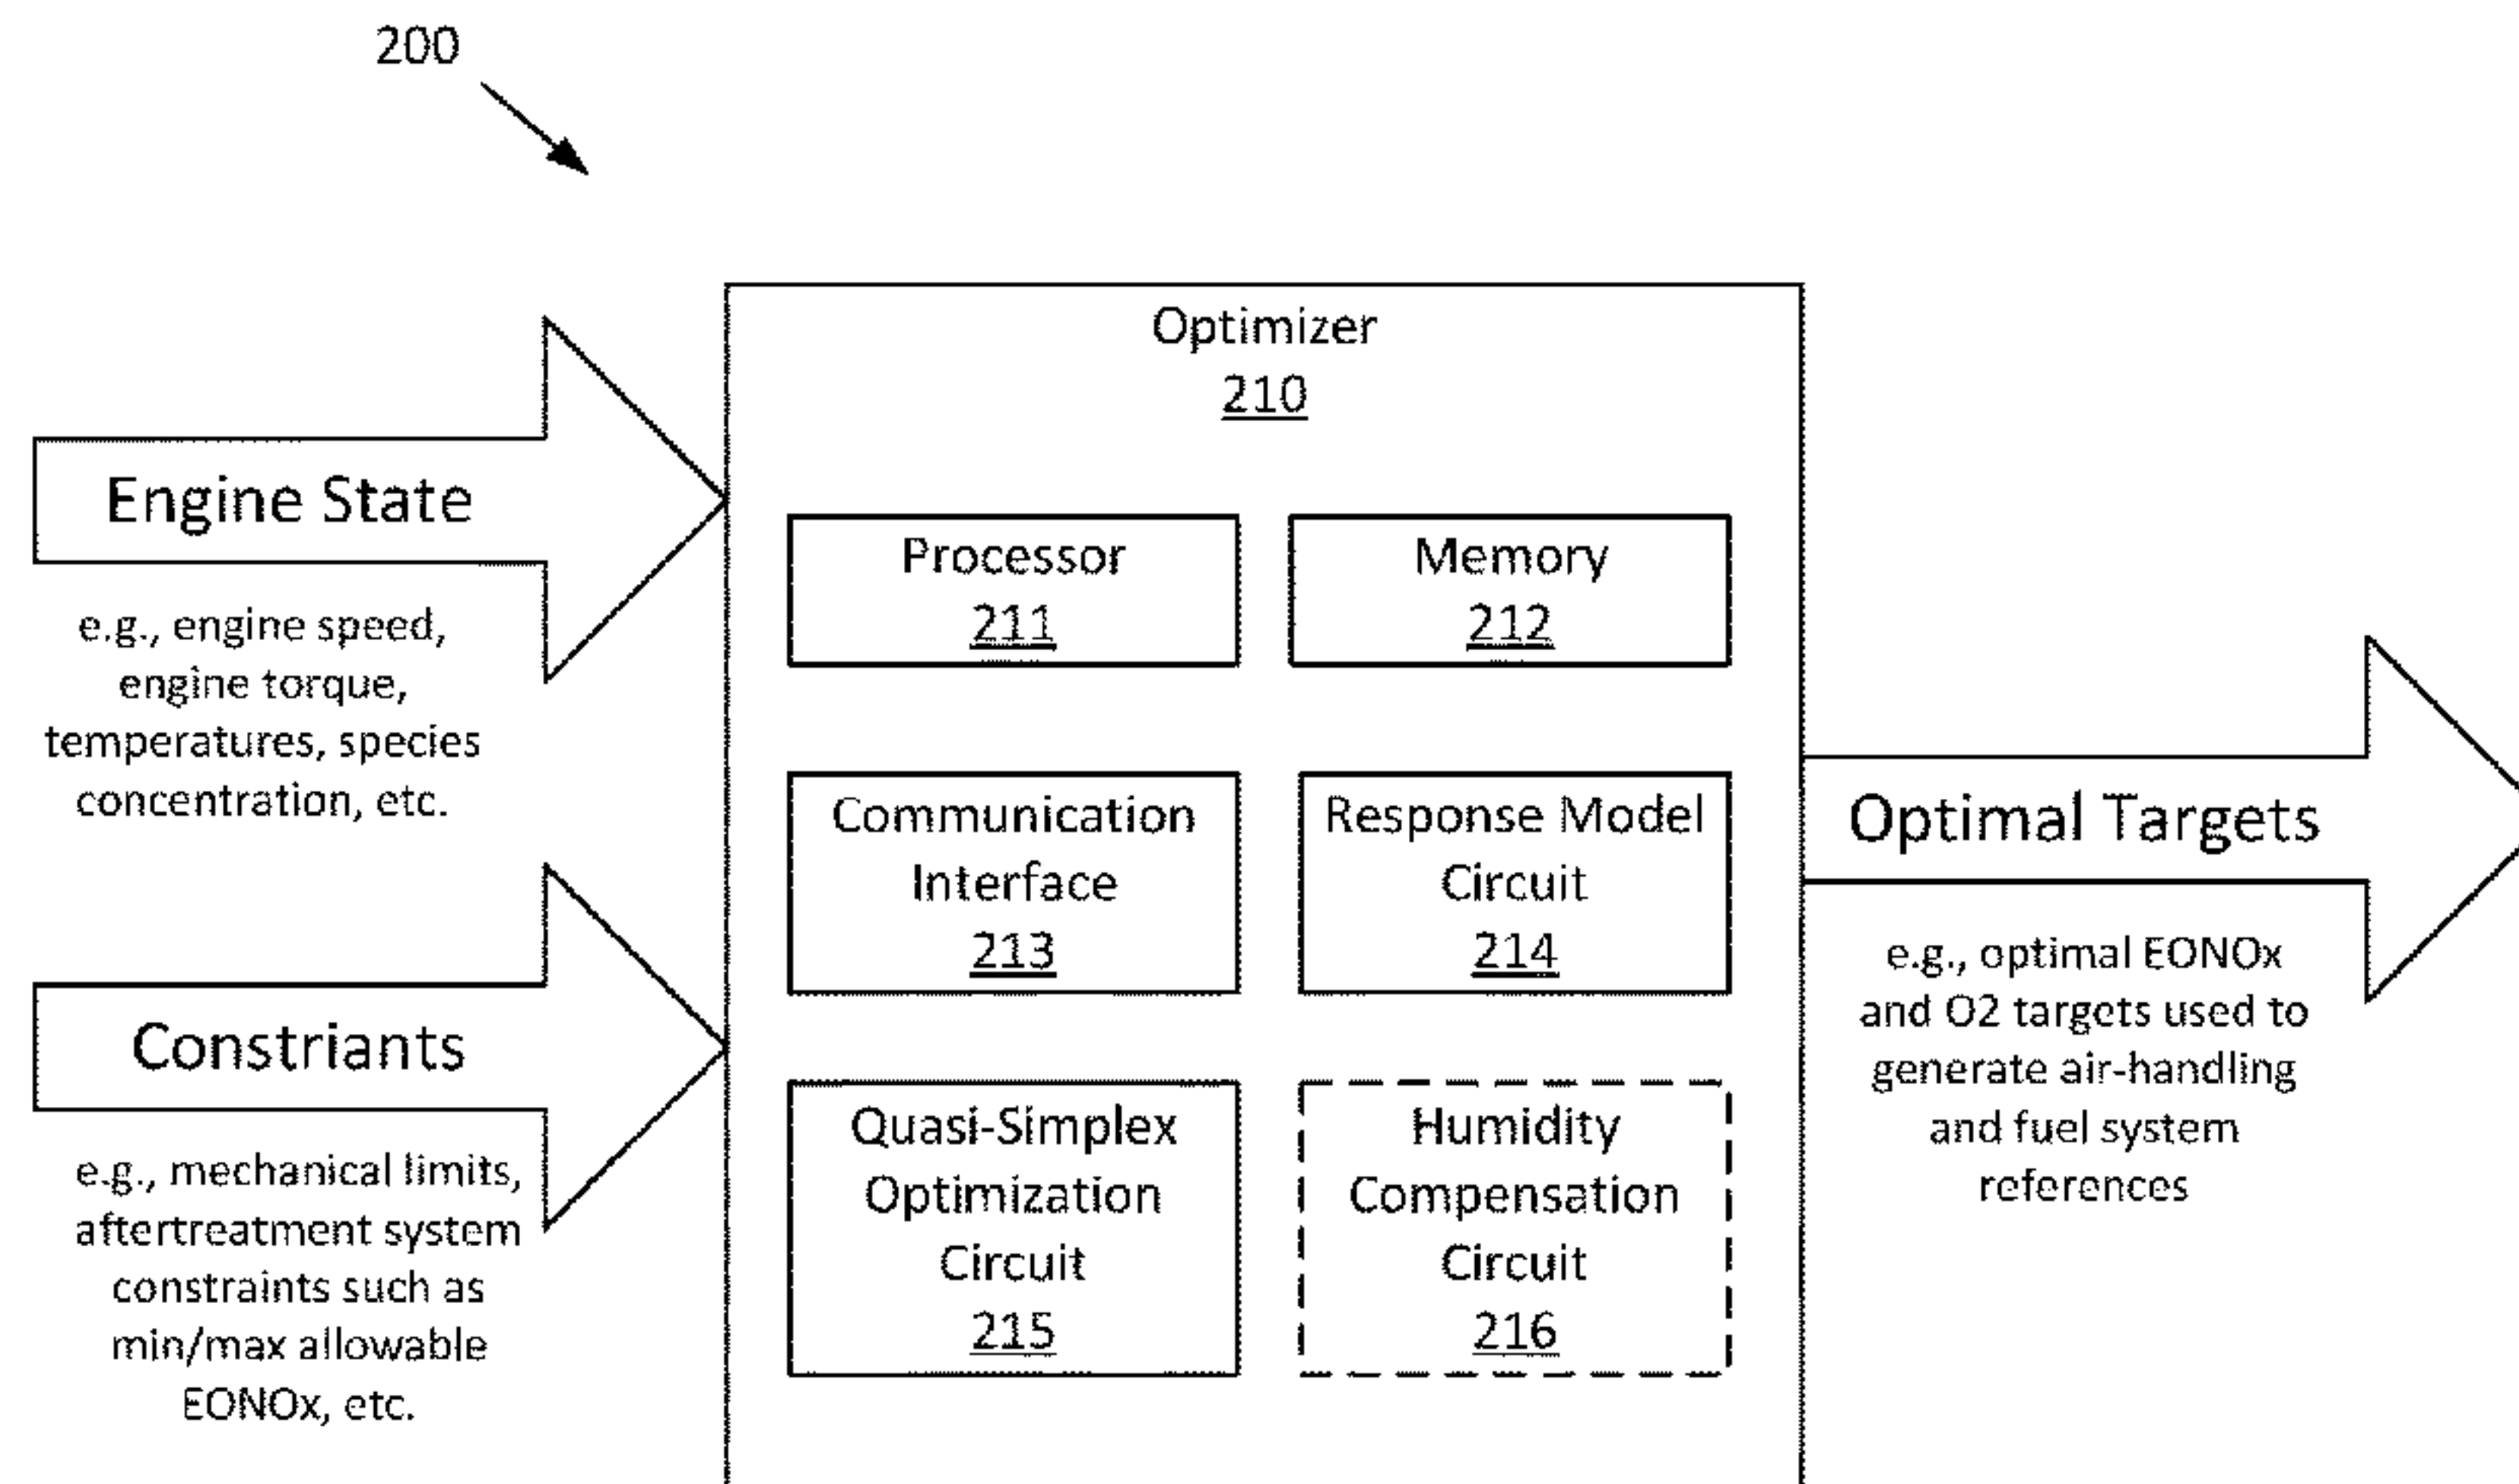 200
Optimizer
210
Engine State
e.g., engine speed,
engine torque,
temperatures, species
concentration, etc.
Constriants
e.g., mechanical limits,
aftertreatment system
constraints such as
min/max allowable
EONOx, etc.
Processor
211
Memory
212
Communication
Interface
213
Response Model
Circuit
214
Quasi-Simplex
Optimization
Circuit
215
Humidity
Compensation
Circuit
216
Optimal Targets
e.g., optimal EONOx
and O2 targets used to
generate air-handling
and fuel system
references